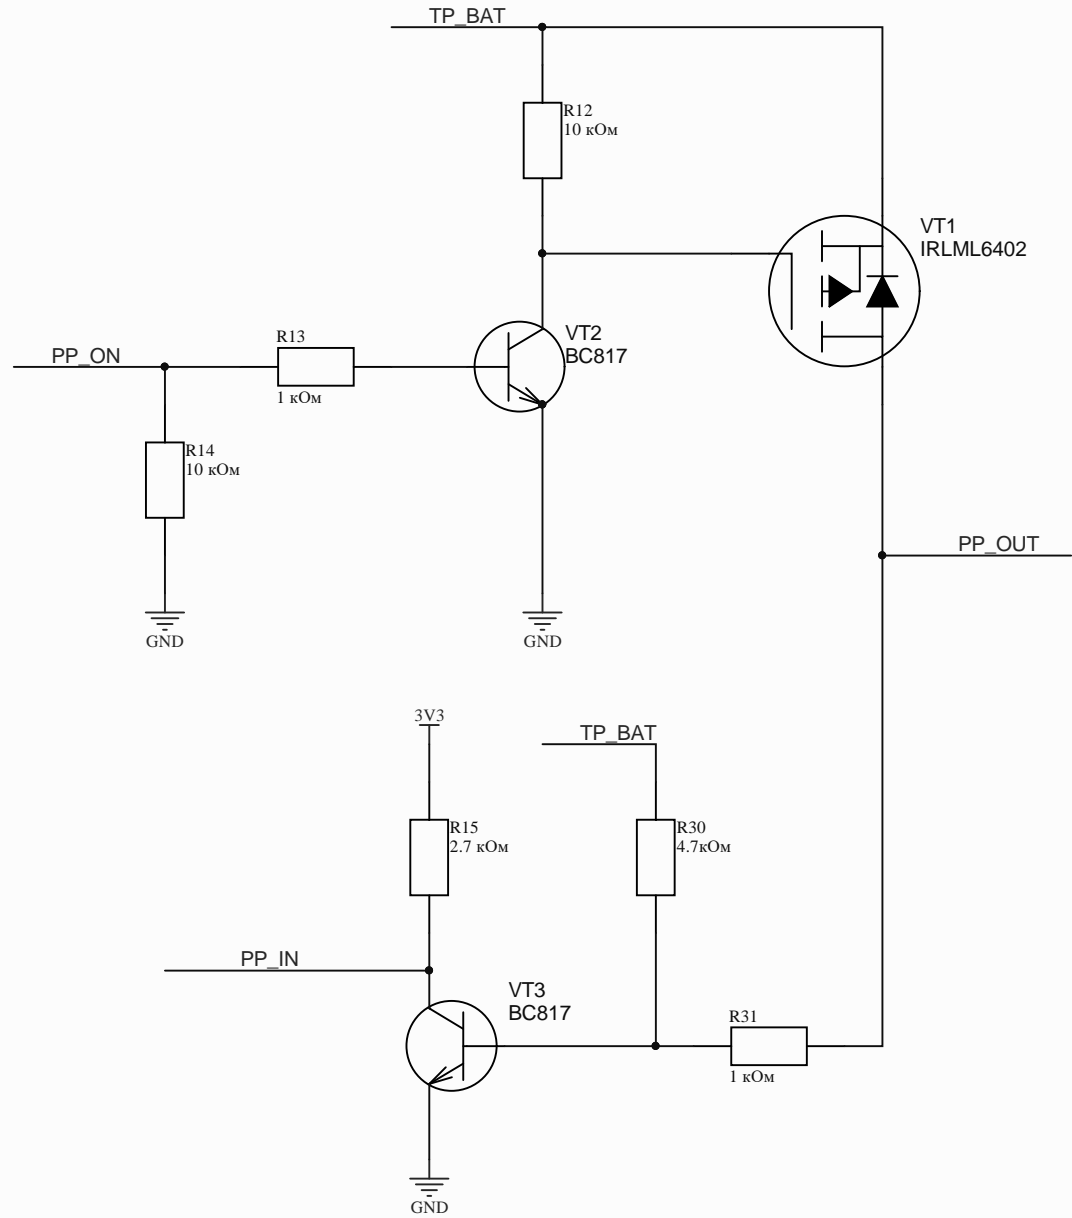 TP_BAT
R12
10 кОм
VT1
IRLML6402
VT2
BC817
R13
PP_ON
1 кОм
R14
10 кОм
PP_OUT
GND
GND
3V3
TP_BAT
R15
2.7 кОм
R30
4.7кОм
PP_IN
VT3
BC817
R31
1 кОм
GND